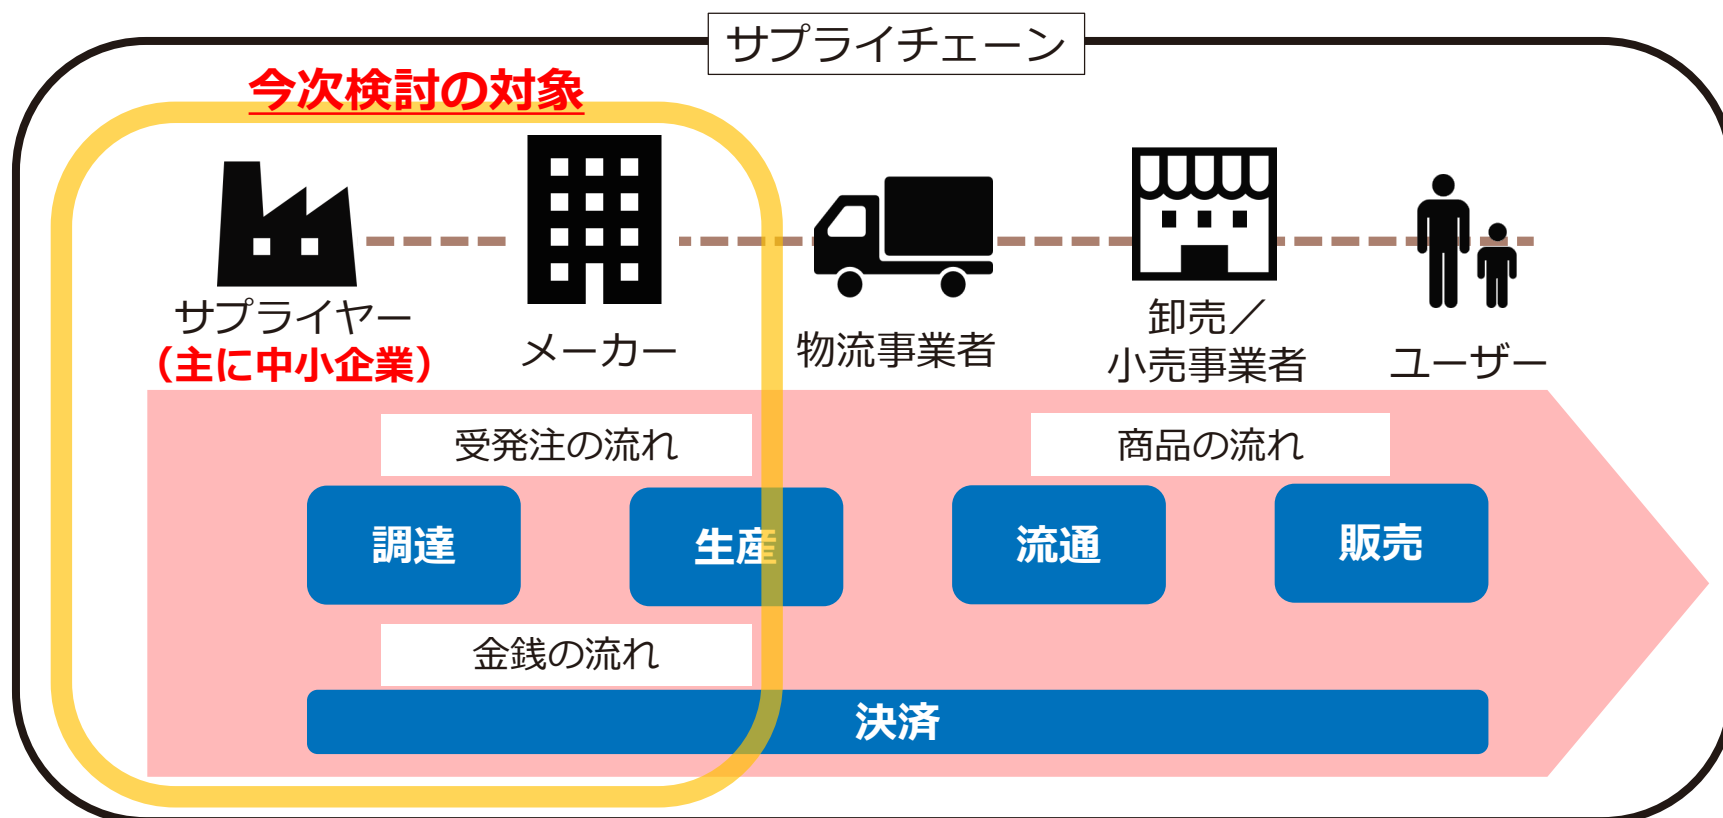 サプライチェーン
今次検討の対象
サプライヤー
（主に中小企業）
メーカー
物流事業者
卸売／
小売事業者
ユーザー
受発注の流れ
商品の流れ
調達
生産
流通
販売
金銭の流れ
決済